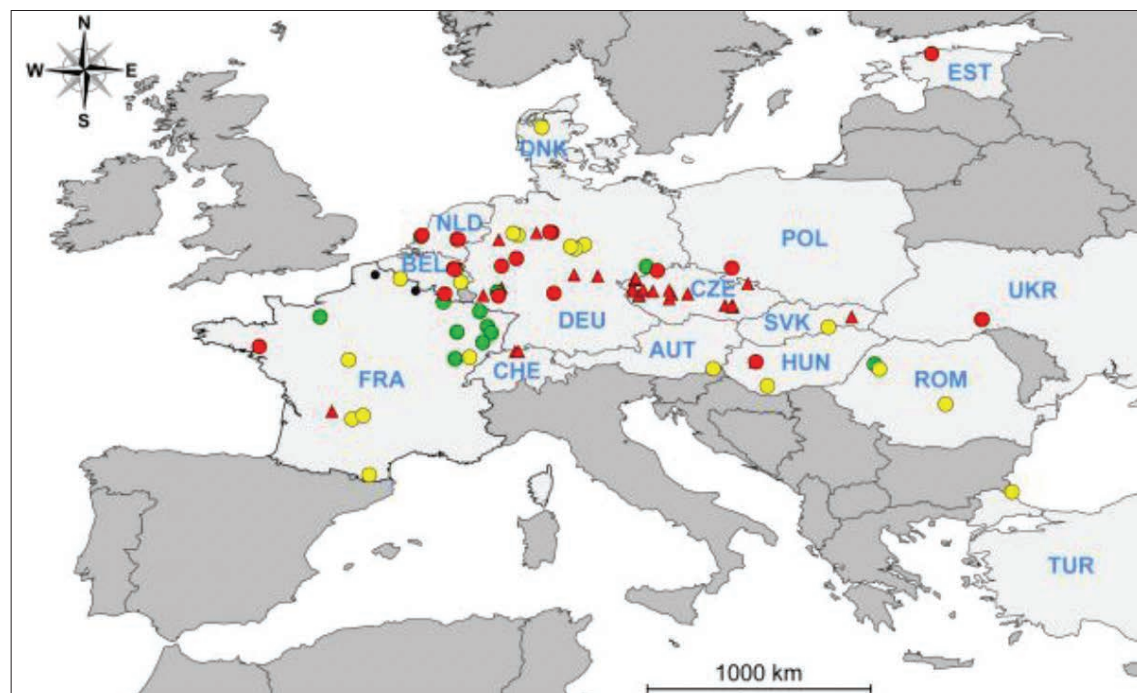 N
W
E
S
EST
DNK
NLD
POL
BEL
CZE
UKR
DEU
SVK
AUT
HUN
FRA
CHE
ROM
TUR
1000 km